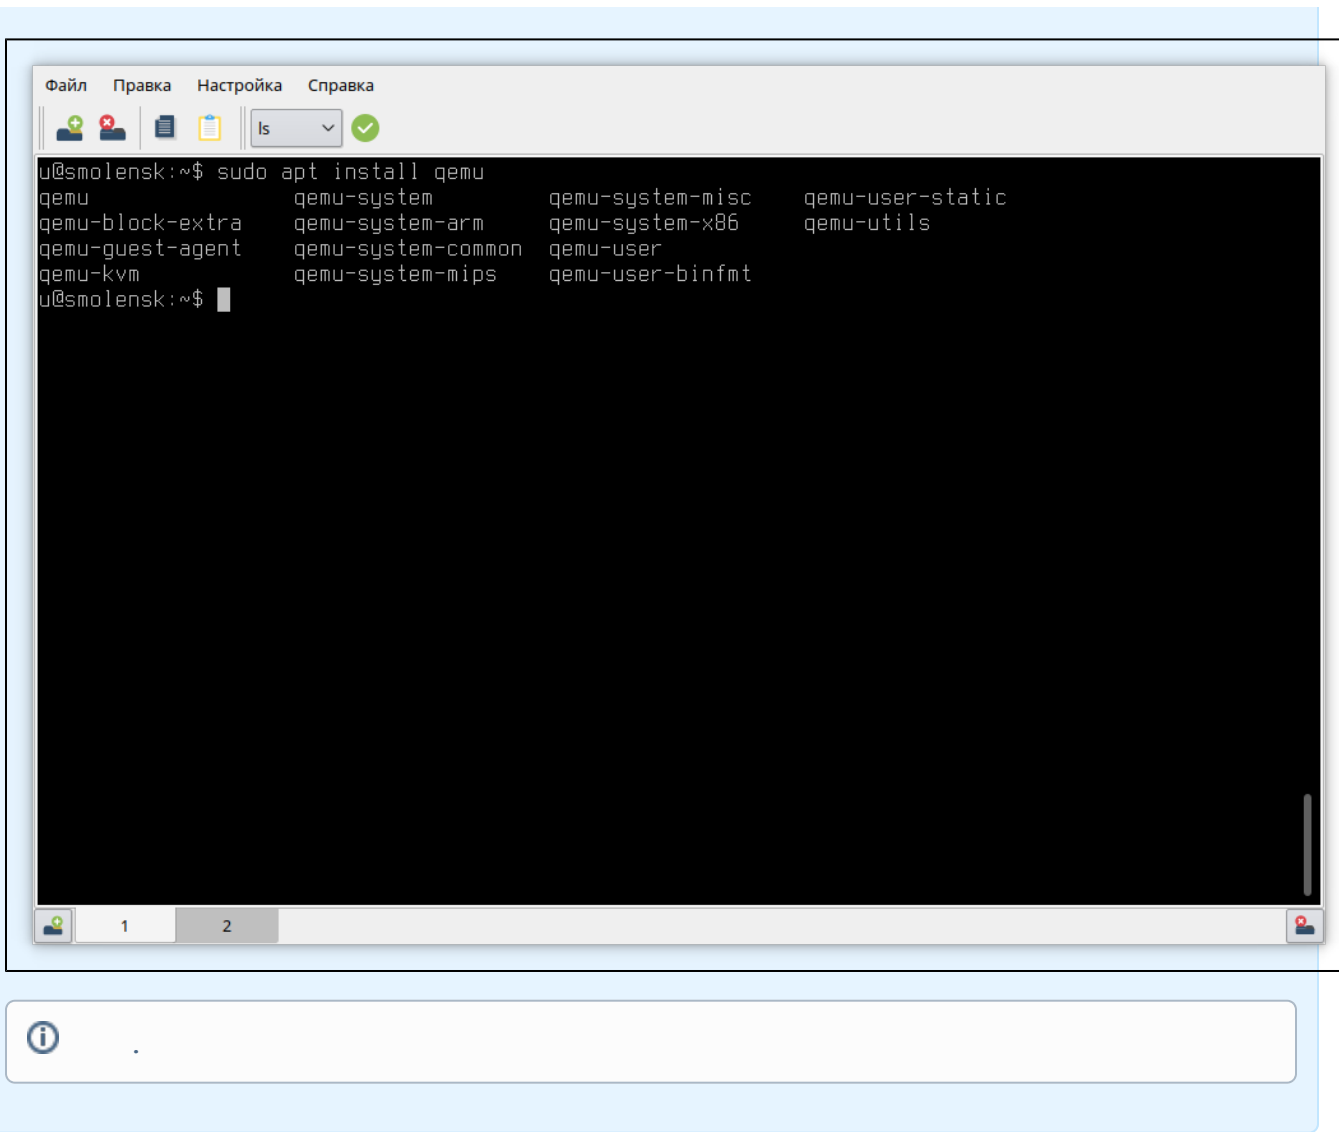 Файл Правка Настройка Справка
ls
u@smolensk:~$ sudo apt install qemu
qemu qemu-system qemu-system-misc qemu-user-static
qemu-block-extra qemu-system-arm qemu-system-x86 qemu-utils
qemu-guest-agent qemu-system-common qemu-user
qemu-kvm qemu-system-mips qemu-user-binfmt
u@smolensk:~$
1 2
.